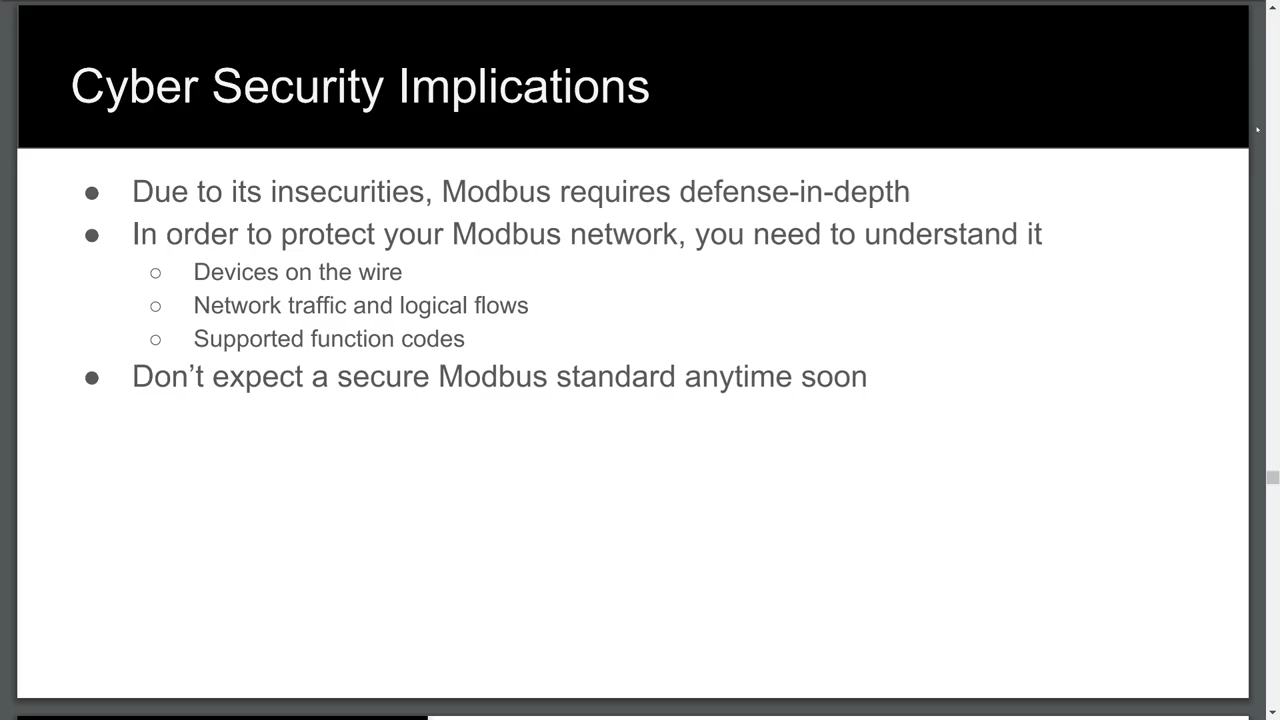 Cyber Security Implications
● Due to its insecurities, Modbus requires defense-in-depth
● In order to protect your Modbus network, you need to understand it
○ Devices on the wire
○ Network traffic and logical flows
○ Supported function codes
● Don’t expect a secure Modbus standard anytime soon